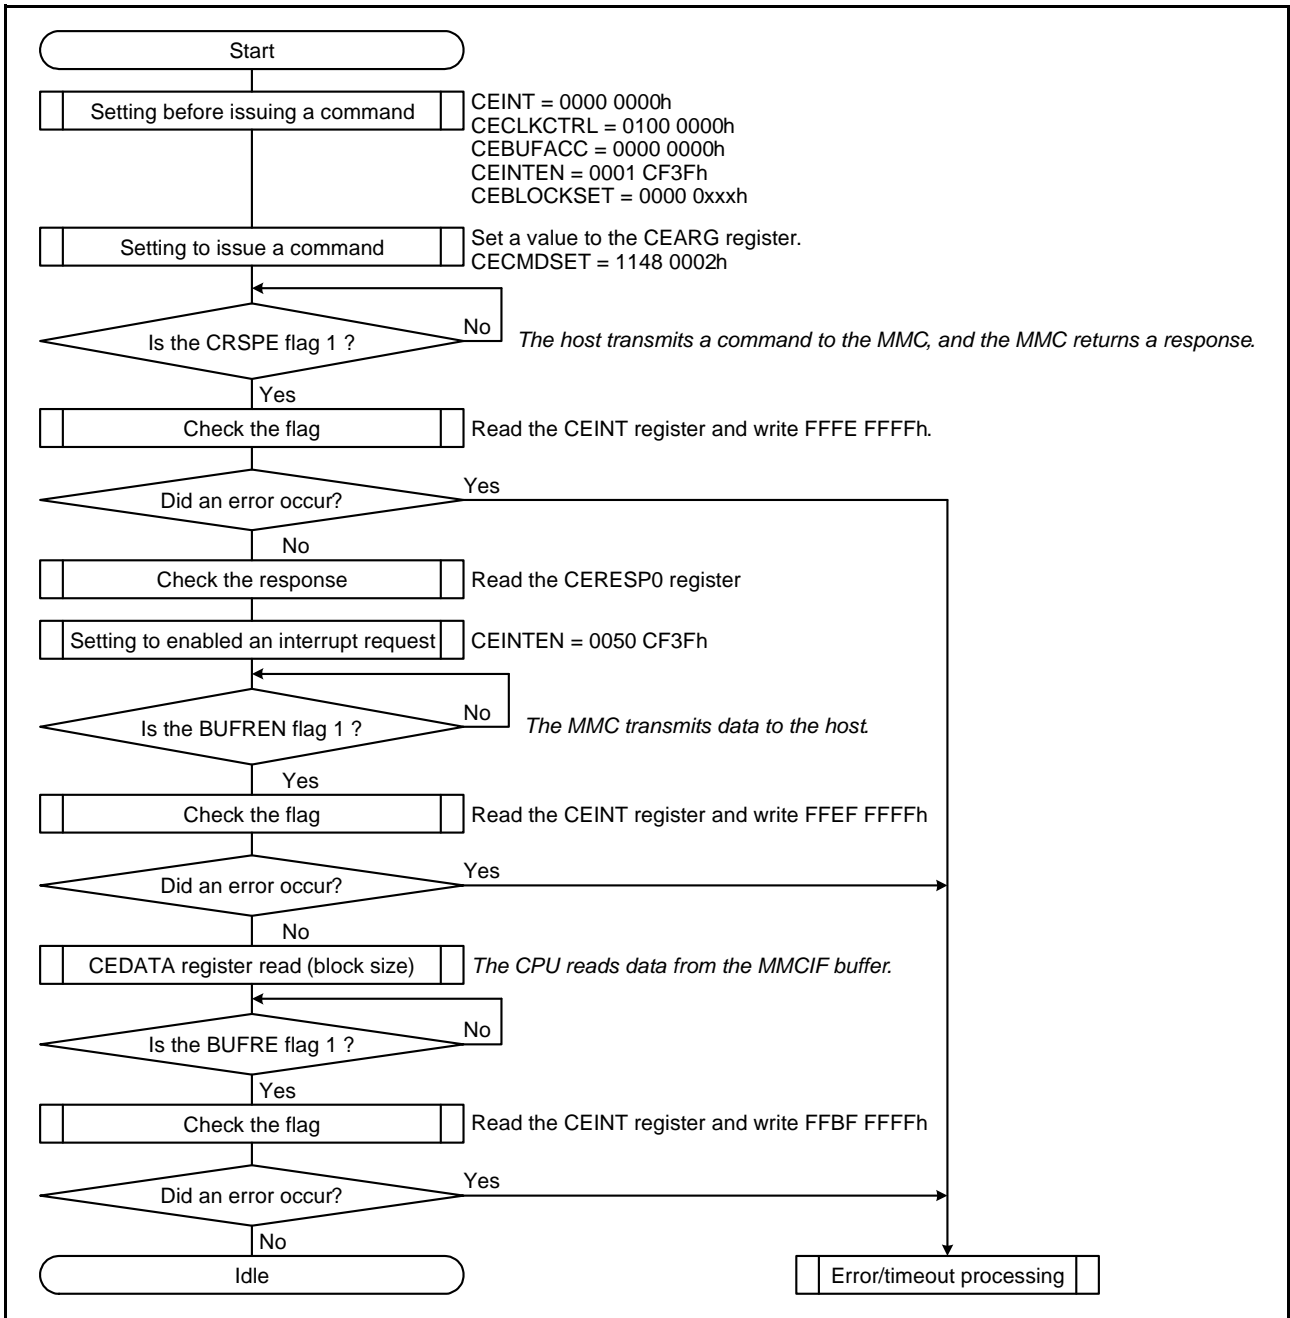 Start
Setting before issuing a command
CEINT = 0000 0000h
CECLKCTRL = 0100 0000h
CEBUFACC = 0000 0000h
CEINTEN = 0001 CF3Fh
CEBLOCKSET = 0000 0xxxh
Setting to issue a command
Set a value to the CEARG register.
CECMDSET = 1148 0002h
Is the CRSPE flag 1 ?
No
The host transmits a command to the MMC, and the MMC returns a response.
Yes
Check the flag
Read the CEINT register and write FFFE FFFFh.
Did an error occur?
Yes
No
Check the response
Read the CERESP0 register
Setting to enabled an interrupt request
CEINTEN = 0050 CF3Fh
Is the BUFREN flag 1 ?
No
The MMC transmits data to the host.
Yes
Check the flag
Read the CEINT register and write FFEF FFFFh
Did an error occur?
Yes
No
CEDATA register read (block size)
The CPU reads data from the MMCIF buffer.
Is the BUFRE flag 1 ?
No
Yes
Check the flag
Read the CEINT register and write FFBF FFFFh
Did an error occur?
Yes
No
Idle
Error/timeout processing